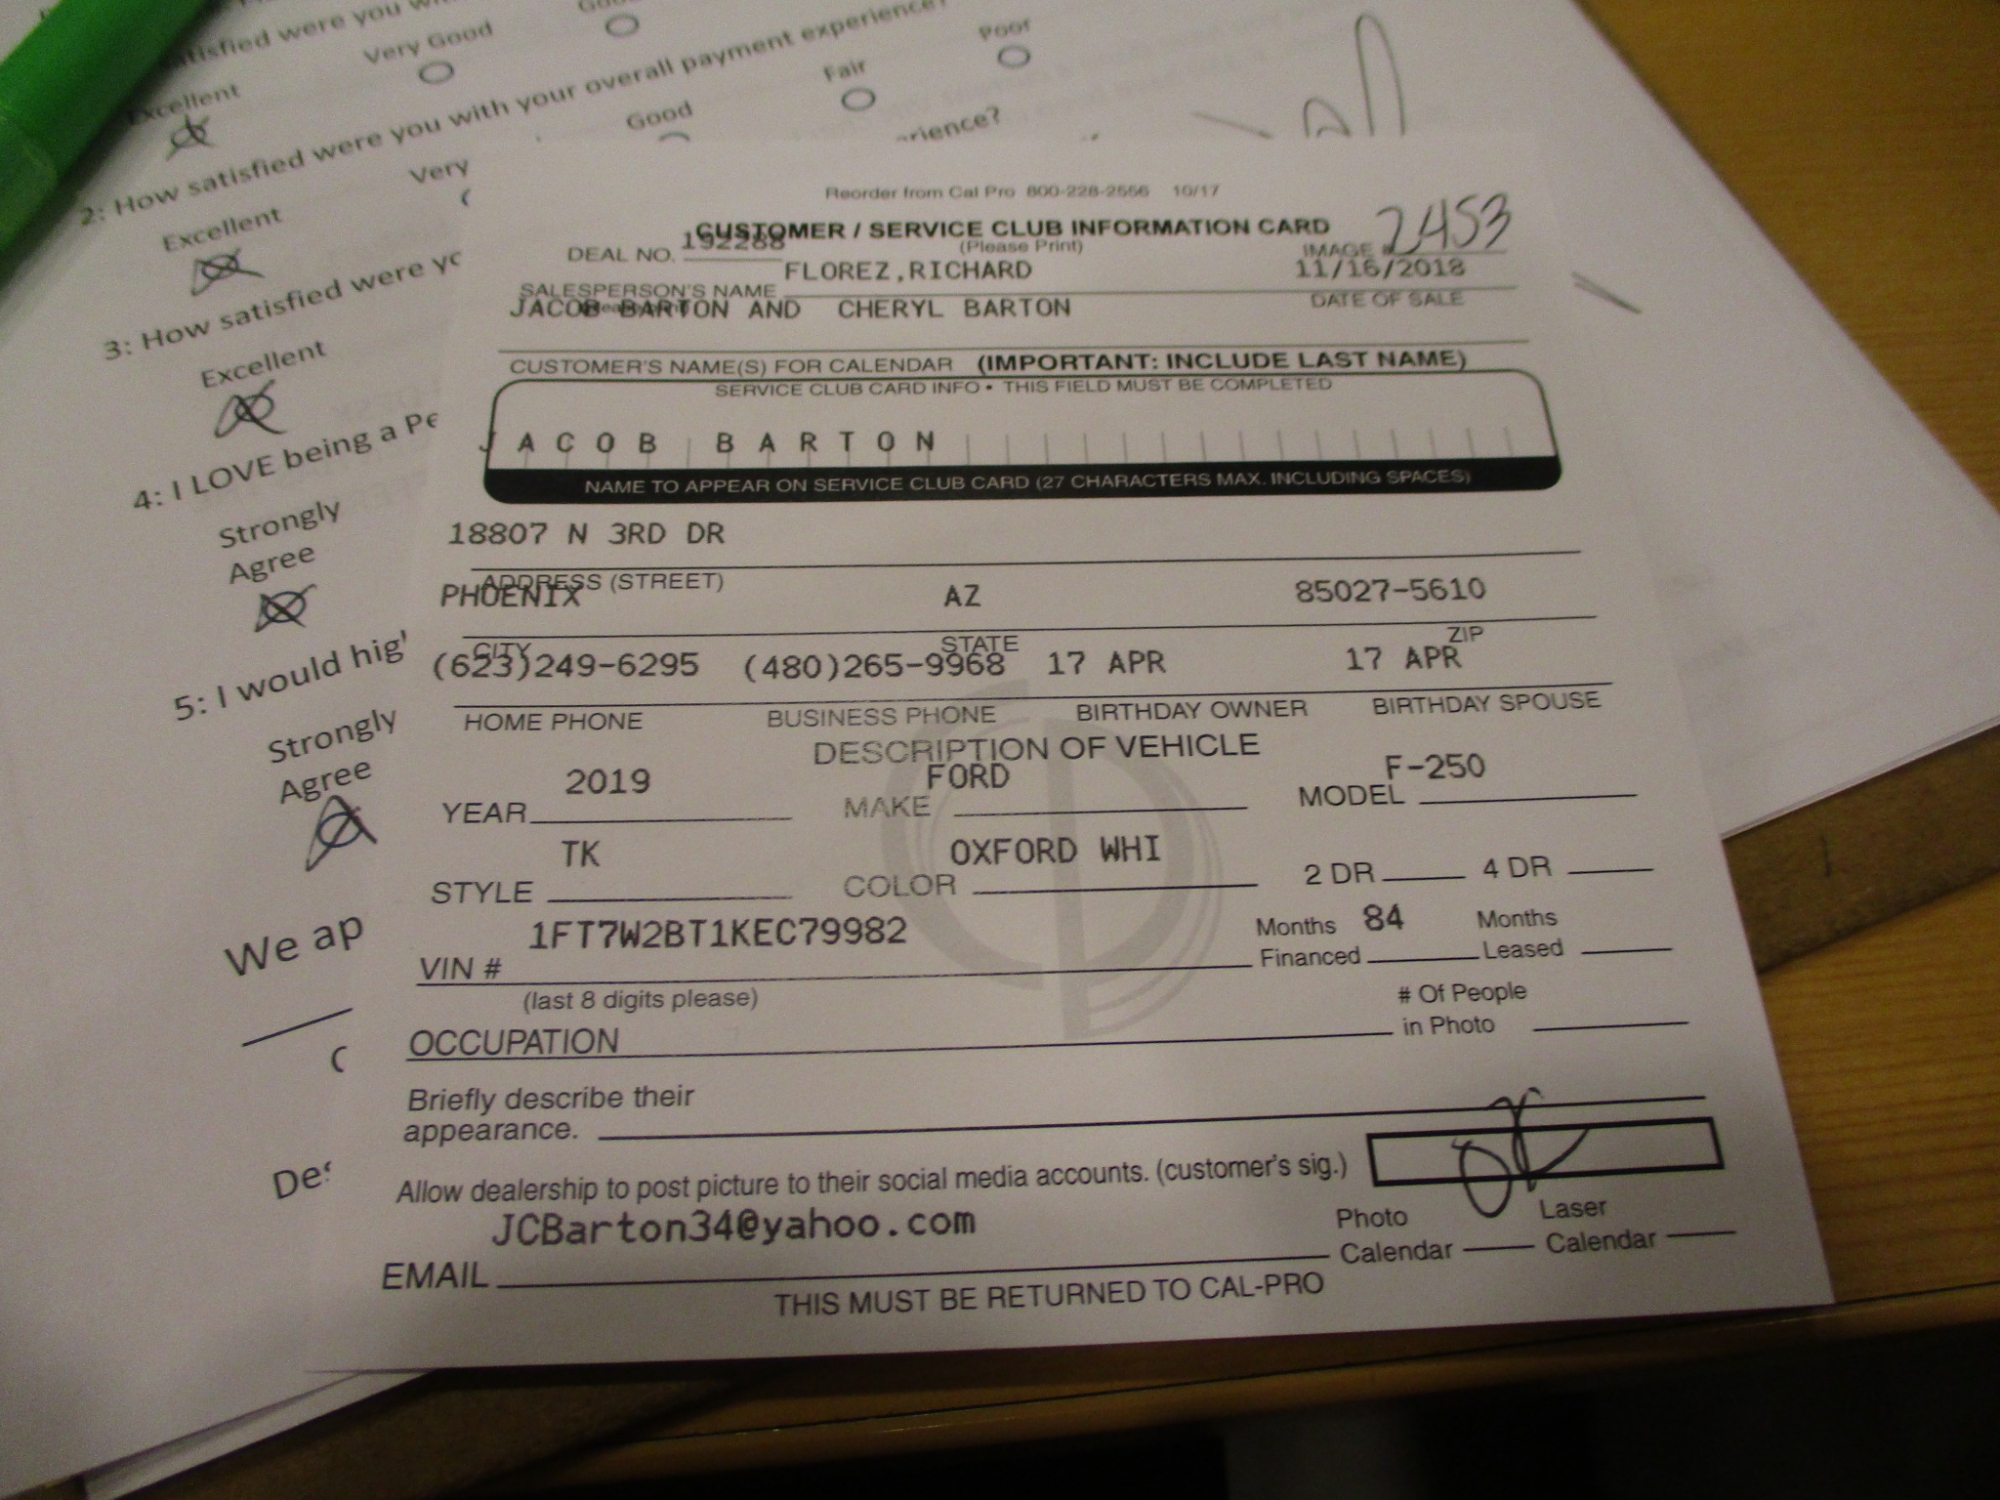 satisfied were you wi
Very Good
Excellent
2: How satisfied were you with your overall payment experience?
Excellent
Very
Good
Fair
Poor
rience?
3: How satisfied were yo
Excellent
4: I LOVE being a Pe
Strongly
Agree
5: I would hig
Strongly
Agree
We ap
Des
Reorder from Cal Pro 800-228-2566 10/17
CUSTOMER / SERVICE CLUB INFORMATION CARD
(Please Print)
DEAL NO. 192288
IMAGE # 2453
FLOREZ,RICHARD 11/16/2018
SALESPERSON'S NAME DATE OF SALE
JACOB BARTON AND CHERYL BARTON
CUSTOMER'S NAME(S) FOR CALENDAR (IMPORTANT: INCLUDE LAST NAME)
SERVICE CLUB CARD INFO • THIS FIELD MUST BE COMPLETED
JACOB BARTON
NAME TO APPEAR ON SERVICE CLUB CARD (27 CHARACTERS MAX. INCLUDING SPACES)
18807 N 3RD DR
ADDRESS (STREET)
PHOENIX AZ 85027-5610
CITY STATE ZIP
(623)249-6295 (480)265-9968 17 APR 17 APR
HOME PHONE BUSINESS PHONE BIRTHDAY OWNER BIRTHDAY SPOUSE
DESCRIPTION OF VEHICLE
YEAR 2019 MAKE FORD MODEL F-250
STYLE TK COLOR OXFORD WHI 2 DR 4 DR
VIN # 1FT7W2BT1KEC79982 Months Financed 84 Months Leased
(last 8 digits please)
OCCUPATION # Of People in Photo
Briefly describe their
appearance.
Allow dealership to post picture to their social media accounts. (customer's sig.)
EMAIL JCBarton34@yahoo.com Photo Calendar Laser Calendar
THIS MUST BE RETURNED TO CAL-PRO